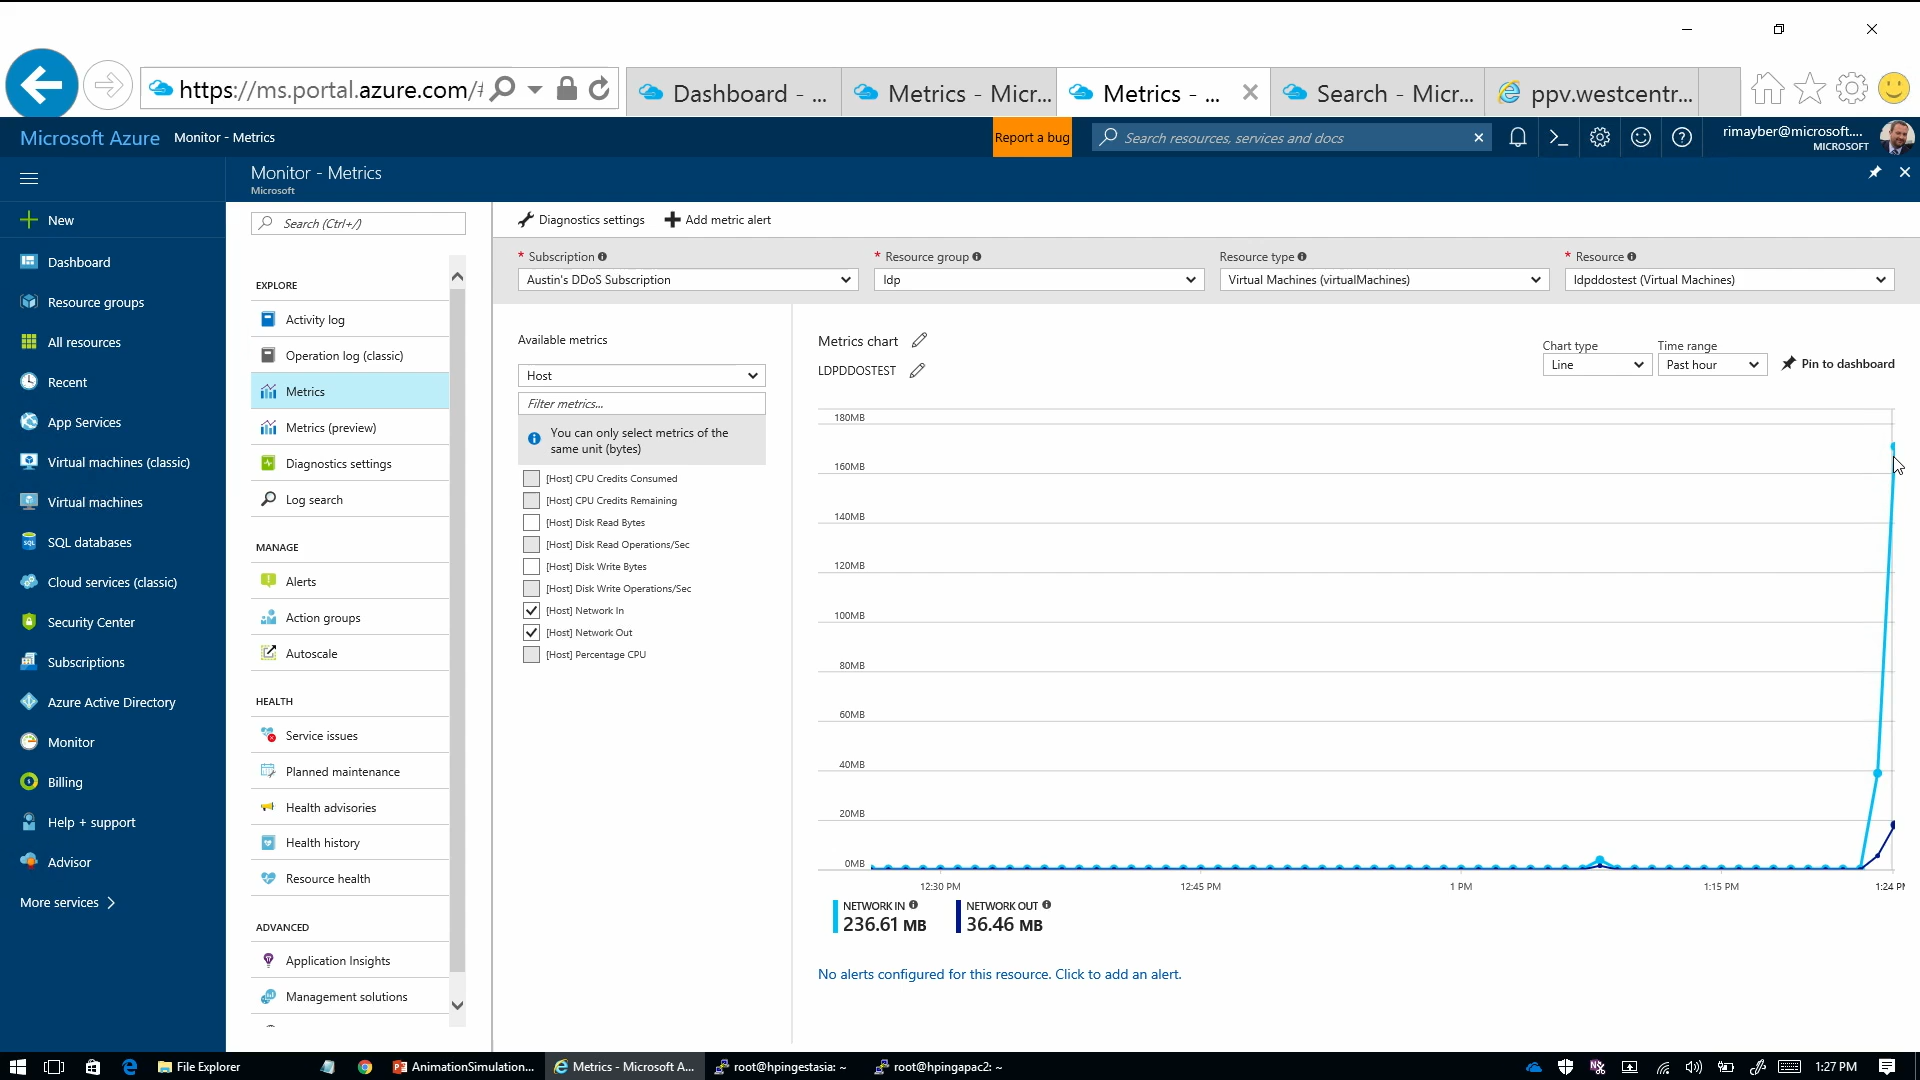 https://ms.portal.azure.com/#
Dashboard - ...
Metrics - Micr...
Metrics - ...
Search - Micr...
ppv.westcentr...
Microsoft Azure
Monitor - Metrics
Report a bug
Search resources, services and docs
rimayber@microsoft....
MICROSOFT
Monitor - Metrics
Microsoft
New
Dashboard
Resource groups
All resources
Recent
App Services
Virtual machines (classic)
Virtual machines
SQL databases
Cloud services (classic)
Security Center
Subscriptions
Azure Active Directory
Monitor
Billing
Help + support
Advisor
More services
Search (Ctrl+/)
EXPLORE
Activity log
Operation log (classic)
Metrics
Metrics (preview)
Diagnostics settings
Log search
MANAGE
Alerts
Action groups
Autoscale
HEALTH
Service issues
Planned maintenance
Health advisories
Health history
Resource health
ADVANCED
Application Insights
Management solutions
Diagnostics settings
Add metric alert
* Subscription
Austin's DDoS Subscription
* Resource group
ldp
Resource type
Virtual Machines (virtualMachines)
* Resource
ldpddostest (Virtual Machines)
Available metrics
Host
Filter metrics...
You can only select metrics of the
same unit (bytes)
[Host] CPU Credits Consumed
[Host] CPU Credits Remaining
[Host] Disk Read Bytes
[Host] Disk Read Operations/Sec
[Host] Disk Write Bytes
[Host] Disk Write Operations/Sec
[Host] Network In
[Host] Network Out
[Host] Percentage CPU
Metrics chart
LDPDDOSTEST
Chart type
Line
Time range
Past hour
Pin to dashboard
180MB
160MB
140MB
120MB
100MB
80MB
60MB
40MB
20MB
0MB
12:30 PM
12:45 PM
1 PM
1:15 PM
1:24 PM
NETWORK IN
236.61 MB
NETWORK OUT
36.46 MB
No alerts configured for this resource. Click to add an alert.
File Explorer
AnimationSimulation...
Metrics - Microsoft A...
root@hpingestasia: ~
root@hpingapac2: ~
1:27 PM